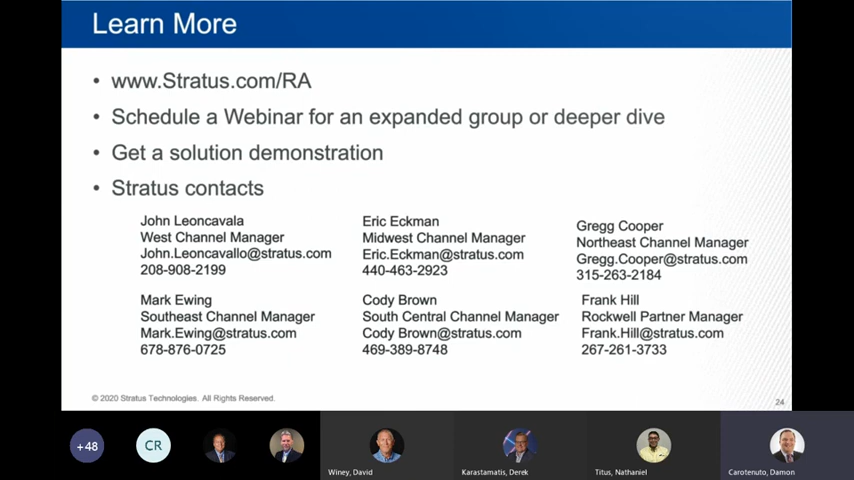 Learn More
• www.Stratus.com/RA
• Schedule a Webinar for an expanded group or deeper dive
• Get a solution demonstration
• Stratus contacts
John Leoncavala
West Channel Manager
John.Leoncavallo@stratus.com
208-908-2199
Eric Eckman
Midwest Channel Manager
Eric.Eckman@stratus.com
440-463-2923
Gregg Cooper
Northeast Channel Manager
Gregg.Cooper@stratus.com
315-263-2184
Mark Ewing
Southeast Channel Manager
Mark.Ewing@stratus.com
678-876-0725
Cody Brown
South Central Channel Manager
Cody Brown@stratus.com
469-389-8748
Frank Hill
Rockwell Partner Manager
Frank.Hill@stratus.com
267-261-3733
© 2020 Stratus Technologies. All Rights Reserved.
24
+48
CR
Winey, David
Karastamatis, Derek
Titus, Nathaniel
Carotenuto, Damon